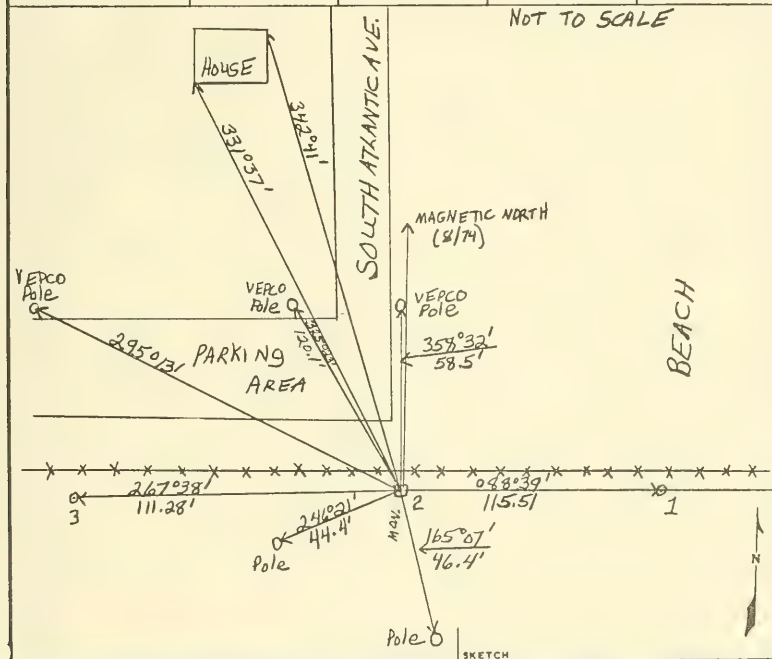 NOT TO SCALE
HOUSE
SOUTH ATLANTIC AVE.
342°41'
331°37'
MAGNETIC NORTH
(8/74)
VEPCO
Pole
VEPCO
Pole
VEPCO
Pole
120.1'
358°32'
58.5'
BEACH
295°13'
PARKING
AREA
267°38'
111.28'
088°39'
115.51
3
2
1
246°21'
44.4'
Pole
MON.
165°07'
46.4'
N
Pole
SKETCH